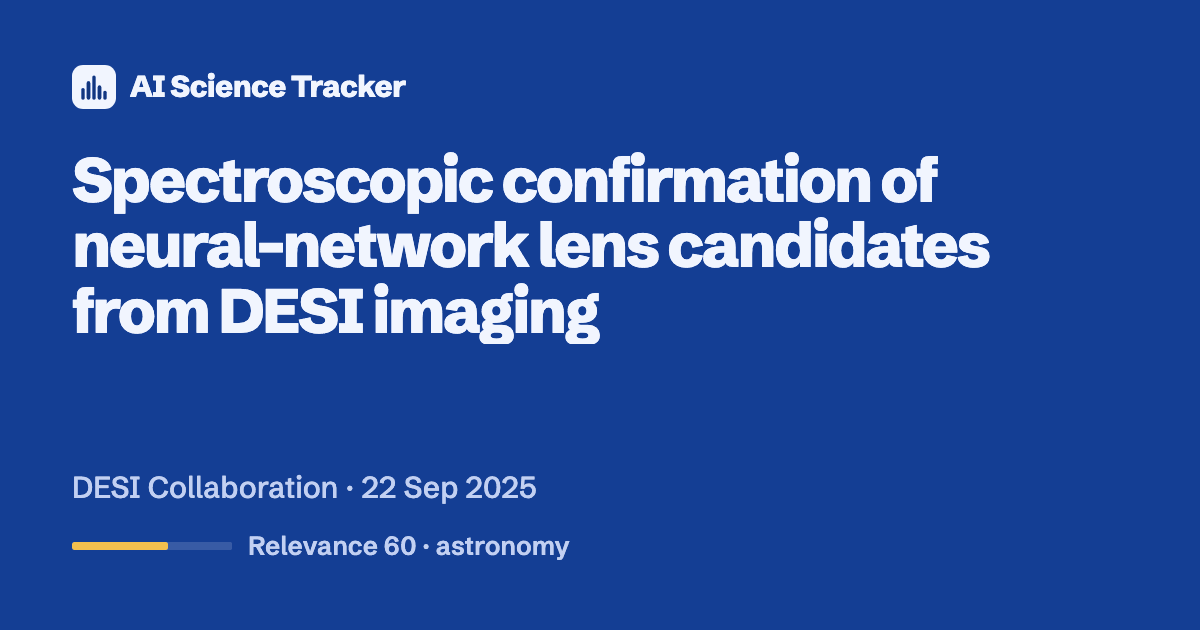 AI Science Tracker
Spectroscopic confirmation of
neural-network lens candidates
from DESI imaging
DESI Collaboration · 22 Sep 2025
Relevance 60 · astronomy